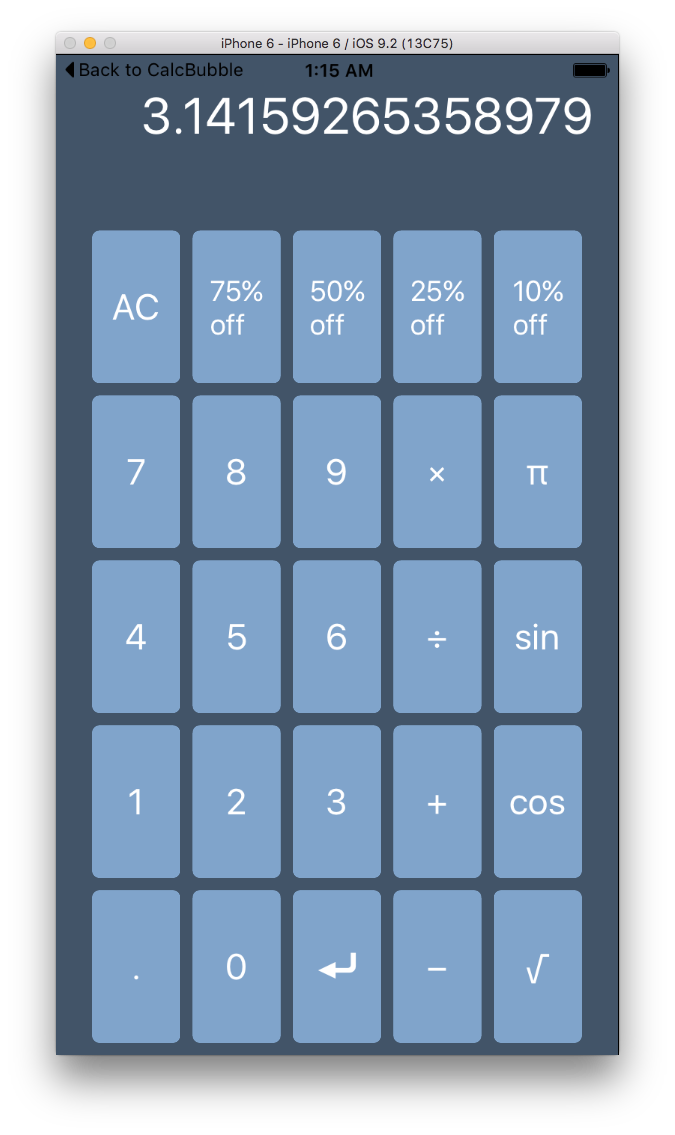 iPhone 6 - iPhone 6 / iOS 9.2 (13C75)
Back to CalcBubble 1:15 AM
3.14159265358979
AC 75% off 50% off 25% off 10% off
7 8 9 × π
4 5 6 ÷ sin
1 2 3 + cos
. 0 − √